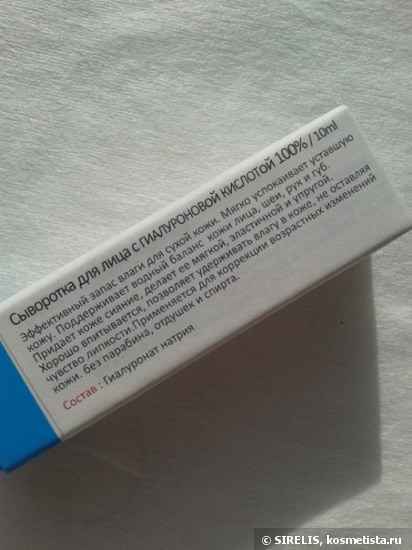 Сыворотка для лица с ГИАЛУРОНОВОЙ КИСЛОТОЙ 100% / 10ml
Эффективный запас влаги для сухой кожи. Мягко успокаивает уставшую
кожу. Поддерживает водный баланс кожи лица, шеи, рук и губ.
Придает коже сияние, делает ее мягкой, эластичной и упругой.
Хорошо впитывается, позволяет удерживать влагу в коже, не оставляя
чувство липкости.Применяется для коррекции возрастных изменений
кожи. без парабина, отдушек и спирта.
Состав : Гиалуронат натрия
© SIRELIS, kosmetista.ru